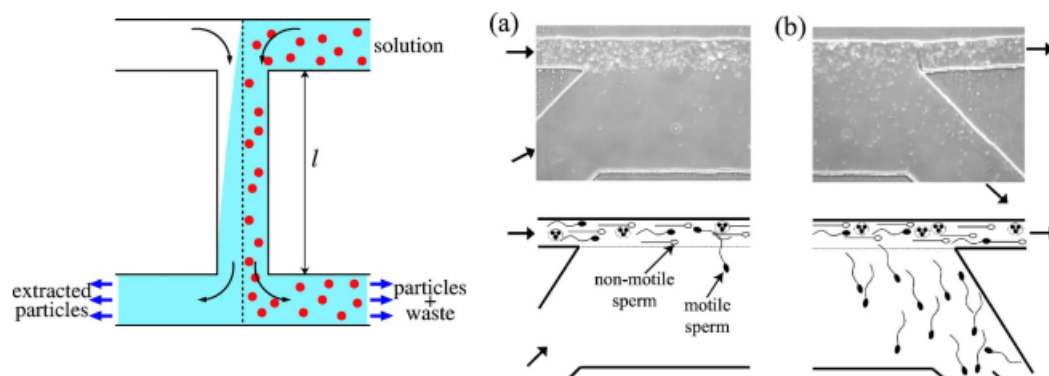 solution
l
extracted
particles
particles
+
waste
(a)
(b)
non-motile
sperm
motile
sperm